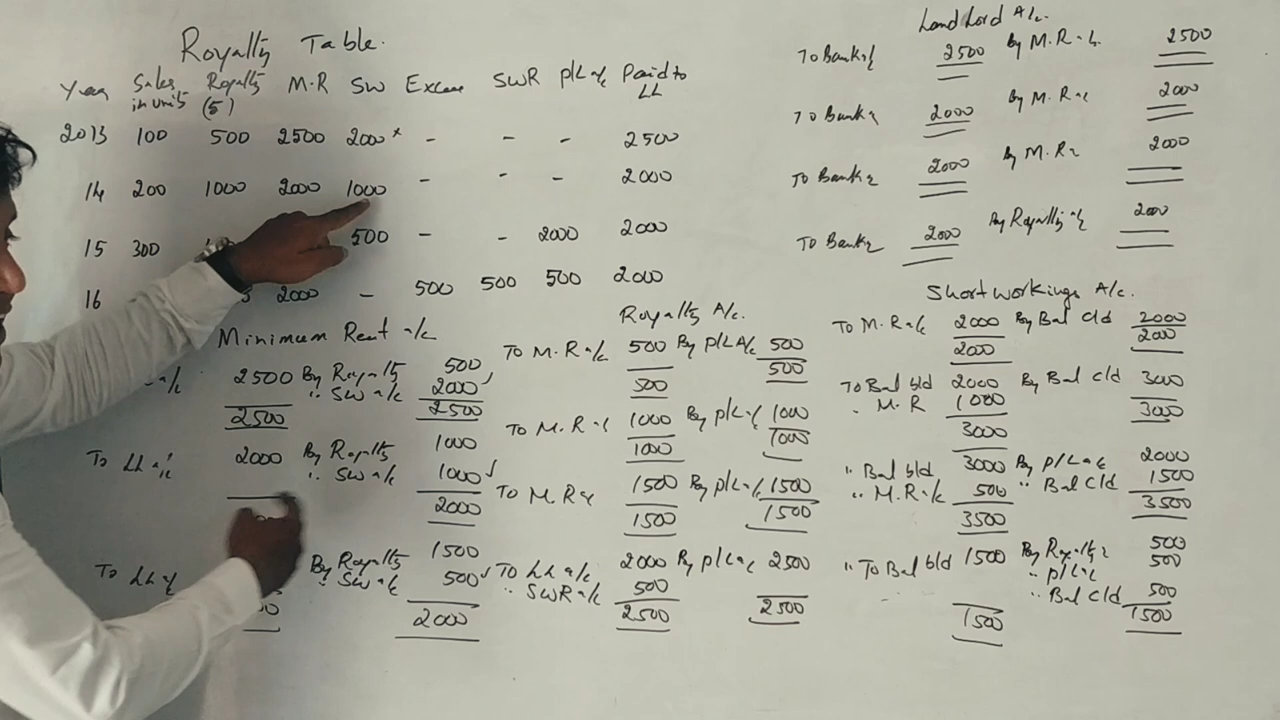 Royalty Table.
Year Sales in units Royalty (5) M.R SW Excess SWR P/L a/c Paid to LL
2013 100 500 2500 2000 x - - - 2500
14 200 1000 2000 1000 - - - 2000
15 300 500 - - 2000 2000
16 2000 - 500 500 500 2000
Minimum Rent a/c
a/c 2500 By Royalty 500
" SW a/c 2000 ✓
2500 2500
To LL a/c 2000 By Royalty 1000
" SW a/c 1000 ✓
2000
To LL a/c By Royalty 1500
" SW a/c 500 ✓
2000
Royalty A/c.
To M.R a/c 500 By P/L A/c 500
500 500
To M.R a/c 1000 By P/L a/c 1000
1000 1000
To M.R a/c 1500 By P/L a/c 1500
1500 1500
To LL a/c 2000 By P/L a/c 2500
" SWR a/c 500
2500 2500
LandLord A/c.
To Bank a/c 2500 By M.R a/c. 2500
To Bank a/c 2000 By M.R a/c 2000
To Bank a/c 2000 By M.R a/c 2000
To Bank a/c 2000 By Royalty a/c 2000
Shortworkings A/c.
To M.R a/c 2000 By Bal c/d 2000
2000 2000
To Bal b/d 2000 By Bal c/d 3000
" M.R 1000
3000 3000
" Bal b/d 3000 By P/L a/c 2000
" M.R a/c 500 " Bal c/d 1500
3500 3500
" To Bal b/d 1500 By Royalty a/c 500
" P/L a/c 500
" Bal c/d 500
1500 1500